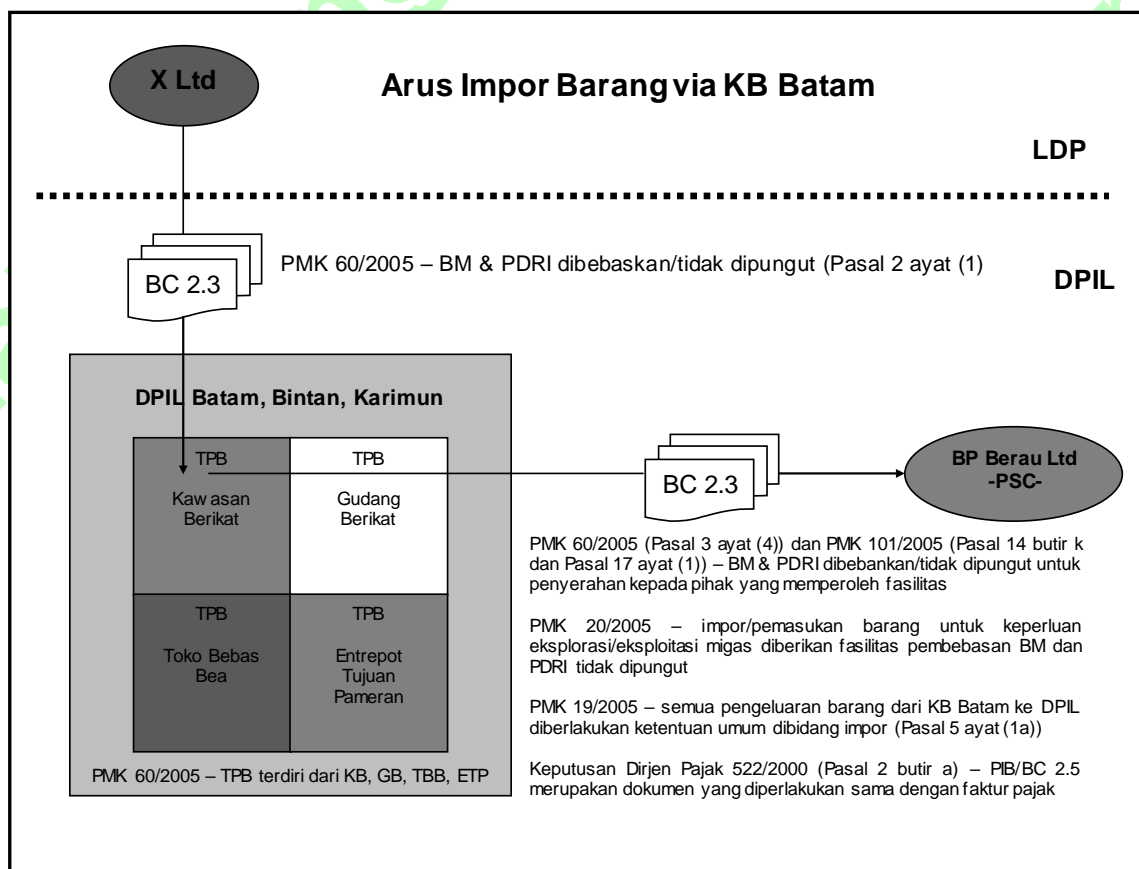 X Ltd
Arus Impor Barang via KB Batam
LDP
BC 2.3
PMK 60/2005 – BM & PDRI dibebaskan/tidak dipungut (Pasal 2 ayat (1)
DPIL
DPIL Batam, Bintan, Karimun
TPB
Kawasan
Berikat
TPB
Gudang
Berikat
TPB
Toko Bebas
Bea
TPB
Entrepot
Tujuan
Pameran
PMK 60/2005 – TPB terdiri dari KB, GB, TBB, ETP
BC 2.3
BP Berau Ltd
-PSC-
PMK 60/2005 (Pasal 3 ayat (4)) dan PMK 101/2005 (Pasal 14 butir k
dan Pasal 17 ayat (1)) – BM & PDRI dibebankan/tidak dipungut untuk
penyerahan kepada pihak yang memperoleh fasilitas
PMK 20/2005 – impor/pemasukan barang untuk keperluan
eksplorasi/eksploitasi migas diberikan fasilitas pembebasan BM dan
PDRI tidak dipungut
PMK 19/2005 – semua pengeluaran barang dari KB Batam ke DPIL
diberlakukan ketentuan umum dibidang impor (Pasal 5 ayat (1a))
Keputusan Dirjen Pajak 522/2000 (Pasal 2 butir a) – PIB/BC 2.5
merupakan dokumen yang diperlakukan sama dengan faktur pajak